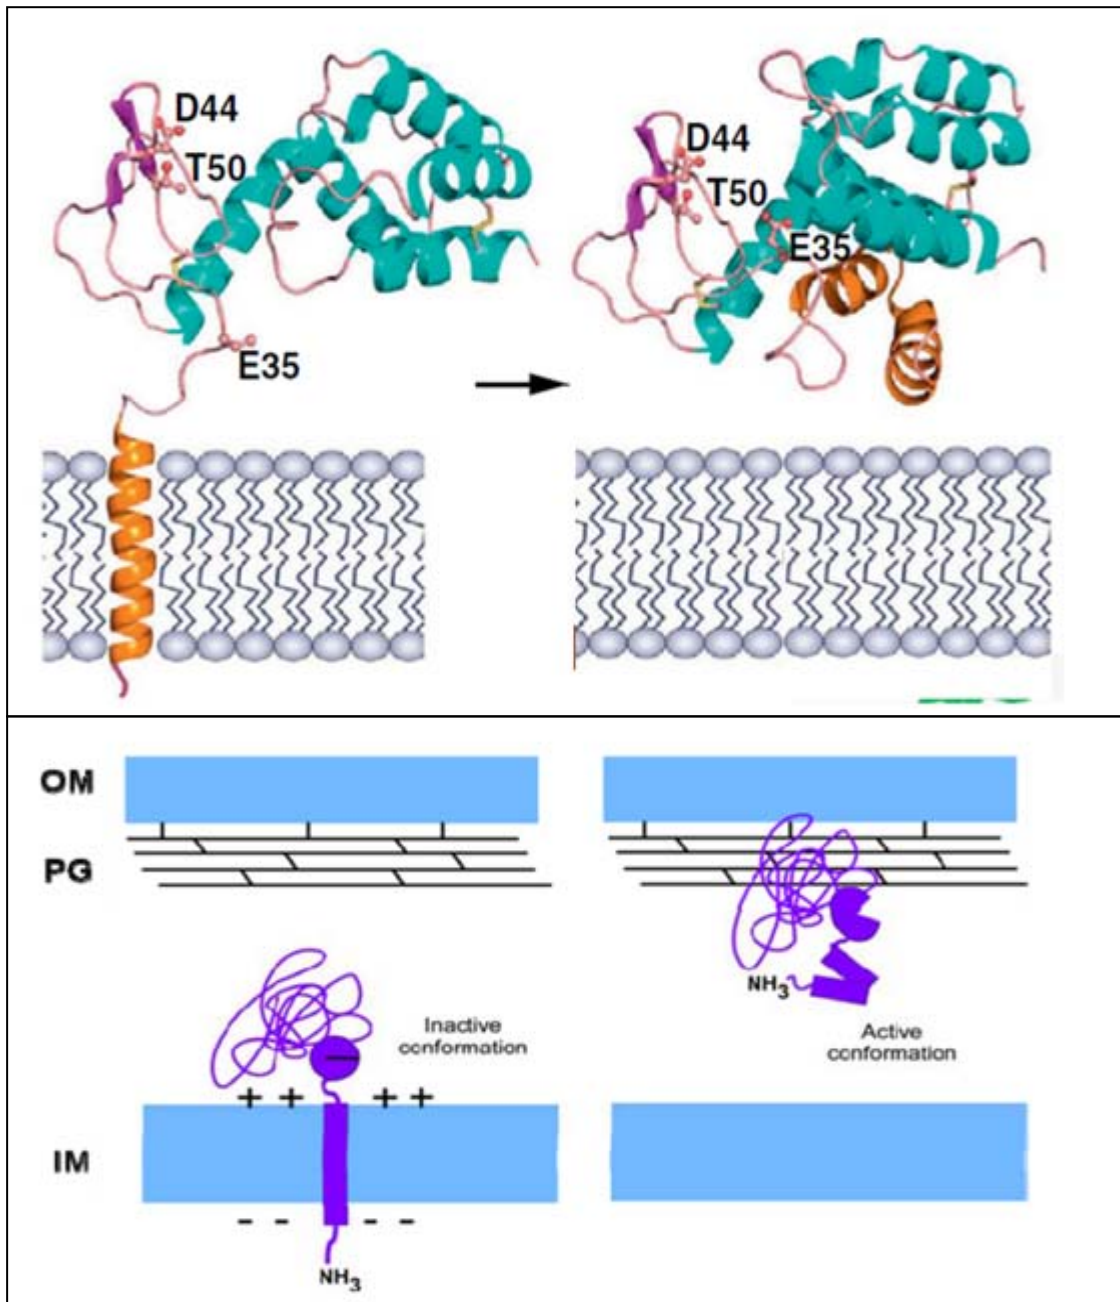 D44
T50
E35
D44
T50
E35
OM
PG
NH3
Inactive
conformation
Active
conformation
+ +
+ +
IM
- -
- -
NH3